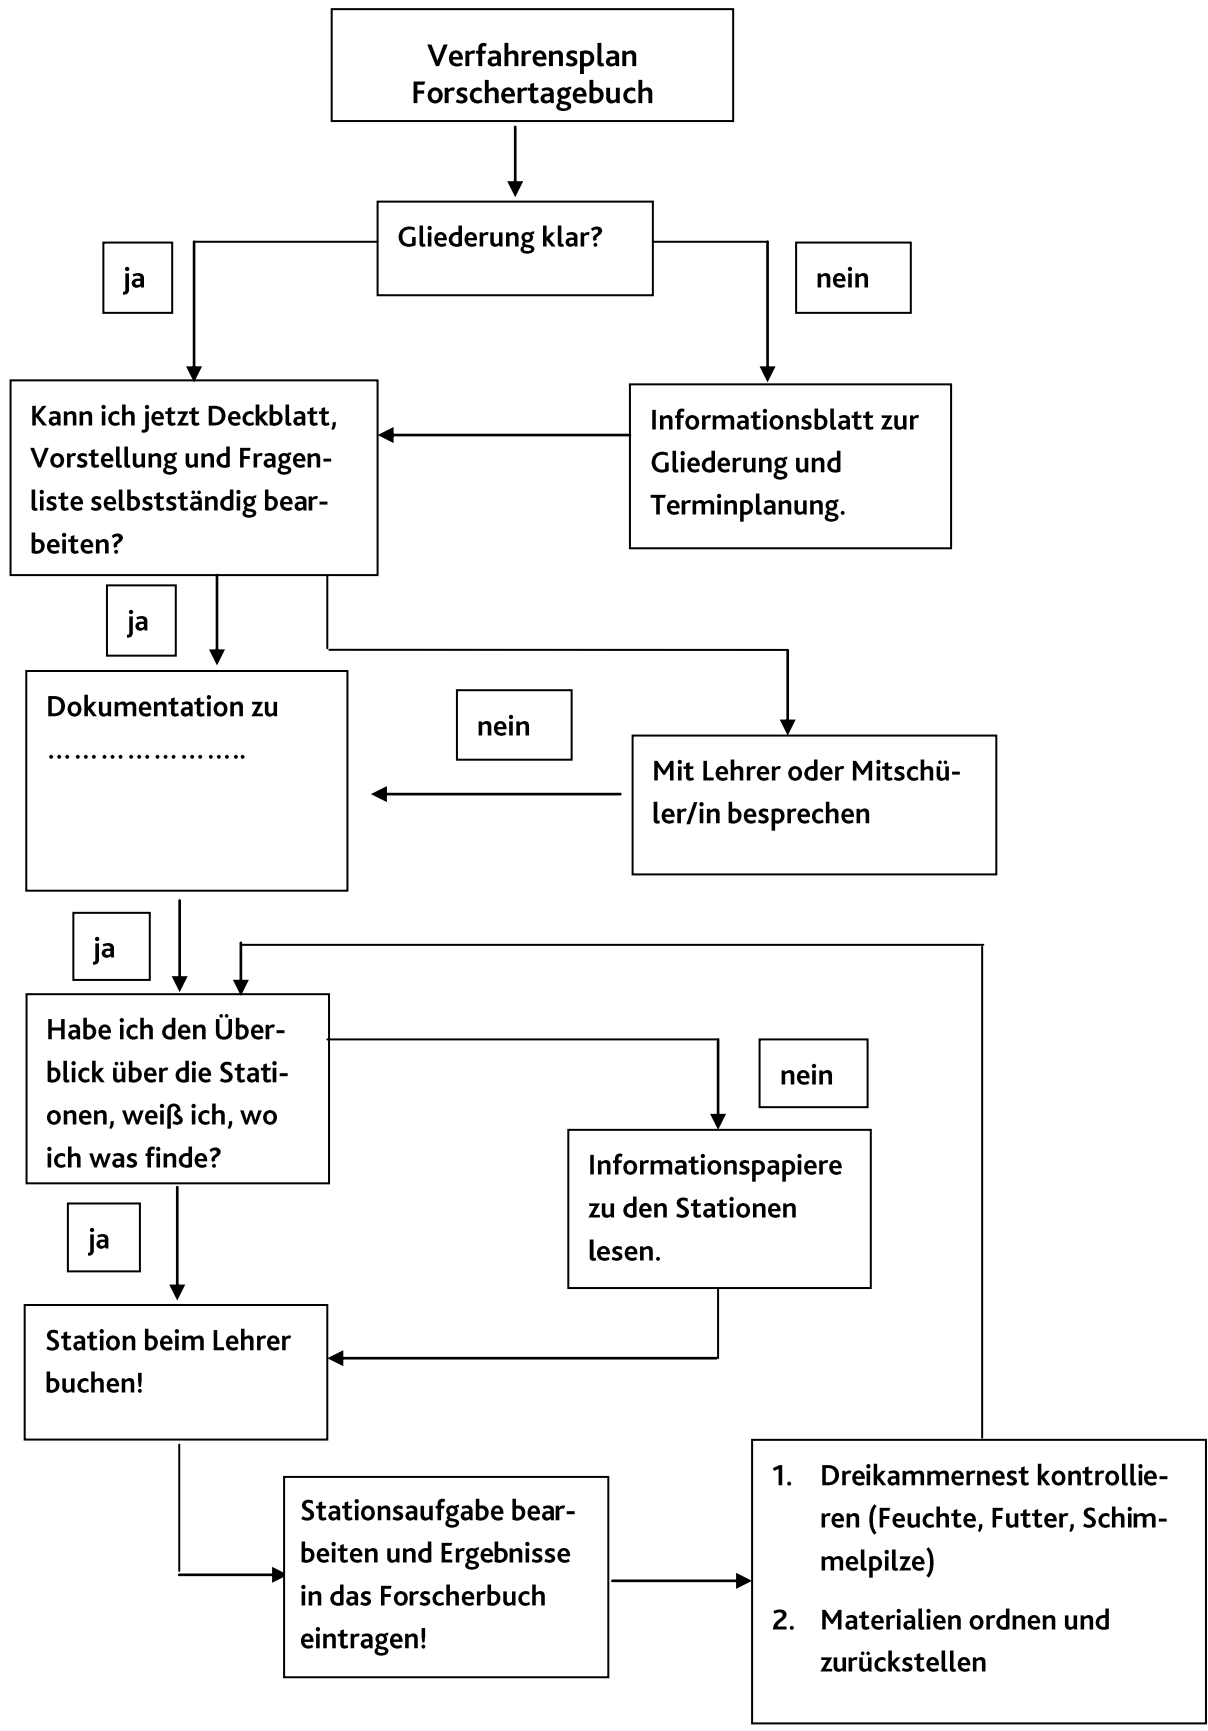 Verfahrensplan
Forschertagebuch
Gliederung klar?
ja
nein
Kann ich jetzt Deckblatt,
Vorstellung und Fragen-
liste selbstständig bear-
beiten?
Informationsblatt zur
Gliederung und
Terminplanung.
ja
Dokumentation zu
…………………..
nein
Mit Lehrer oder Mitschü-
ler/in besprechen
ja
Habe ich den Über-
blick über die Stati-
onen, weiß ich, wo
ich was finde?
nein
Informationspapiere
zu den Stationen
lesen.
ja
Station beim Lehrer
buchen!
Stationsaufgabe bear-
beiten und Ergebnisse
in das Forscherbuch
eintragen!
1. Dreikammernest kontrollie-
ren (Feuchte, Futter, Schim-
melpilze)
2. Materialien ordnen und
zurückstellen